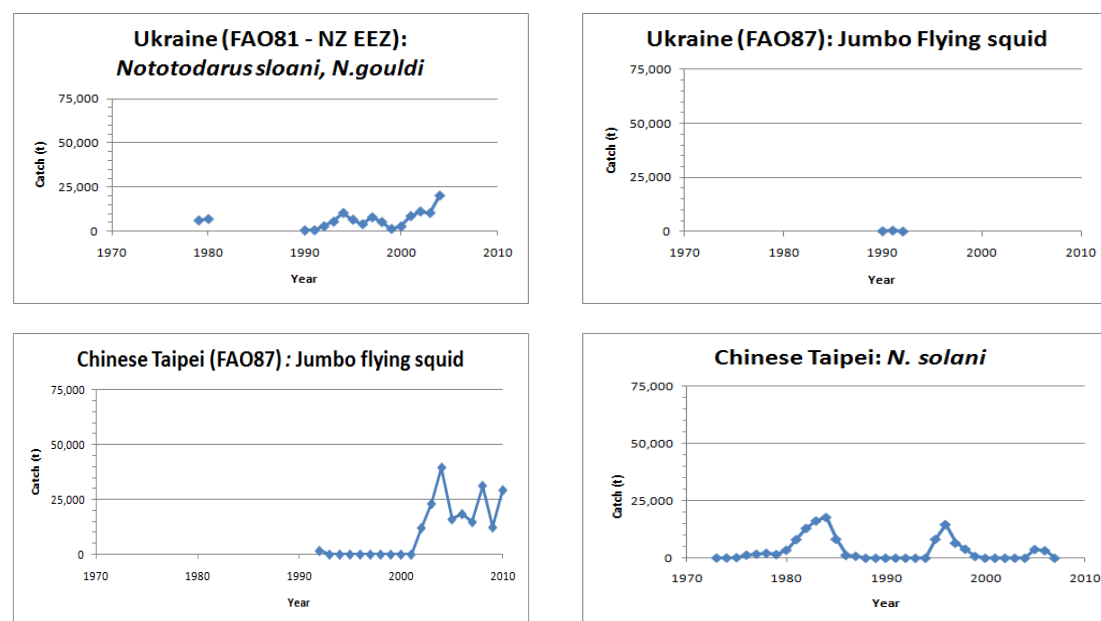 Ukraine (FAO81 - NZ EEZ):
Nototodarus sloani, N.gouldi
75,000
50,000
25,000
0
Catch (t)
1970
1980
1990
2000
2010
Year
Ukraine (FAO87): Jumbo Flying squid
75,000
50,000
25,000
0
Catch (t)
1970
1980
1990
2000
2010
Year
Chinese Taipei (FAO87) : Jumbo flying squid
75,000
50,000
25,000
0
Catch (t)
1970
1980
1990
2000
2010
Year
Chinese Taipei: N. solani
75,000
50,000
25,000
0
Catch (t)
1970
1980
1990
2000
2010
Year